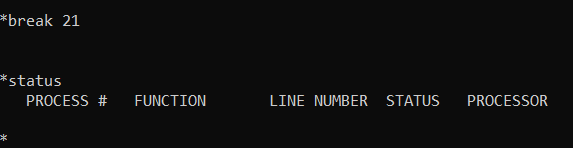 *break 21
*status
PROCESS # FUNCTION LINE NUMBER STATUS PROCESSOR
*